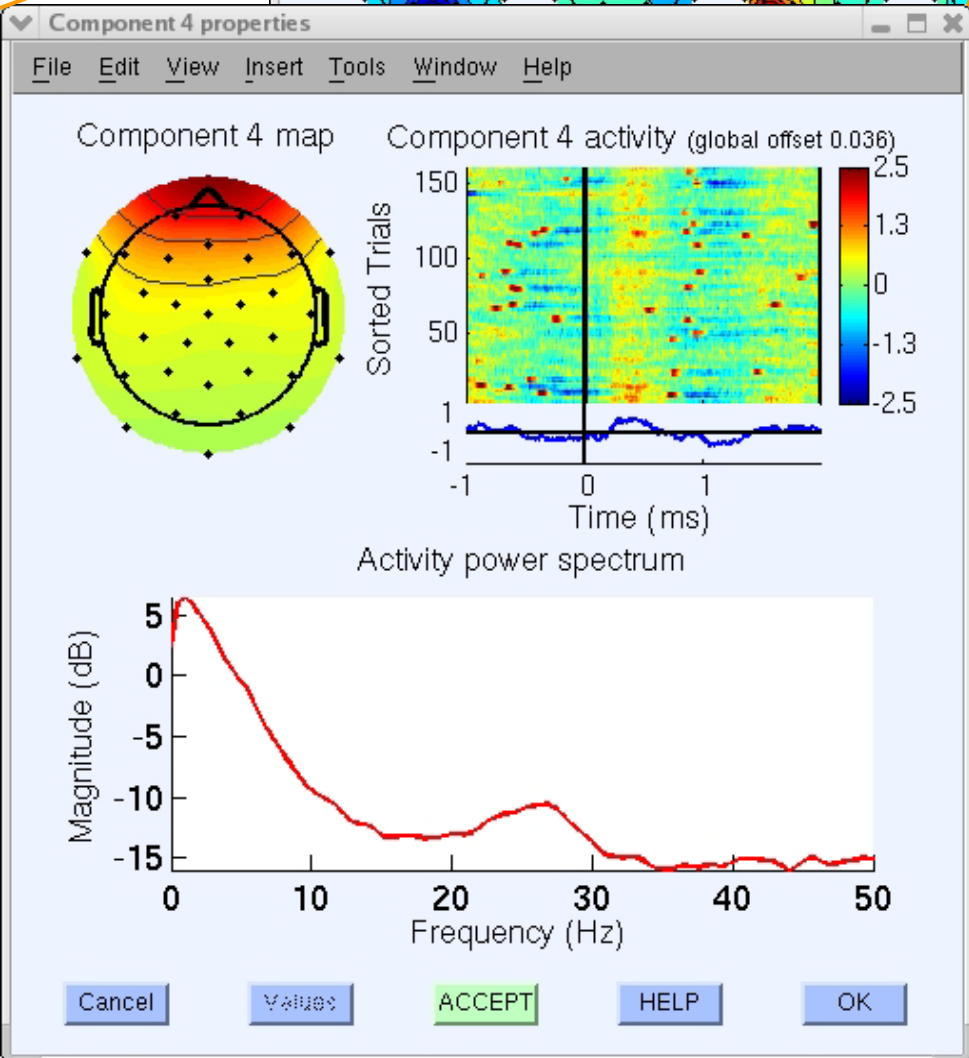 Component 4 properties
File Edit View Insert Tools Window Help
Component 4 map
Component 4 activity (global offset 0.036)
Sorted Trials
150
100
50
2.5
1.3
0
-1.3
-2.5
1
-1
-1 0 1
Time (ms)
Activity power spectrum
Magnitude (dB)
5
0
-5
-10
-15
0 10 20 30 40 50
Frequency (Hz)
Cancel Values ACCEPT HELP OK